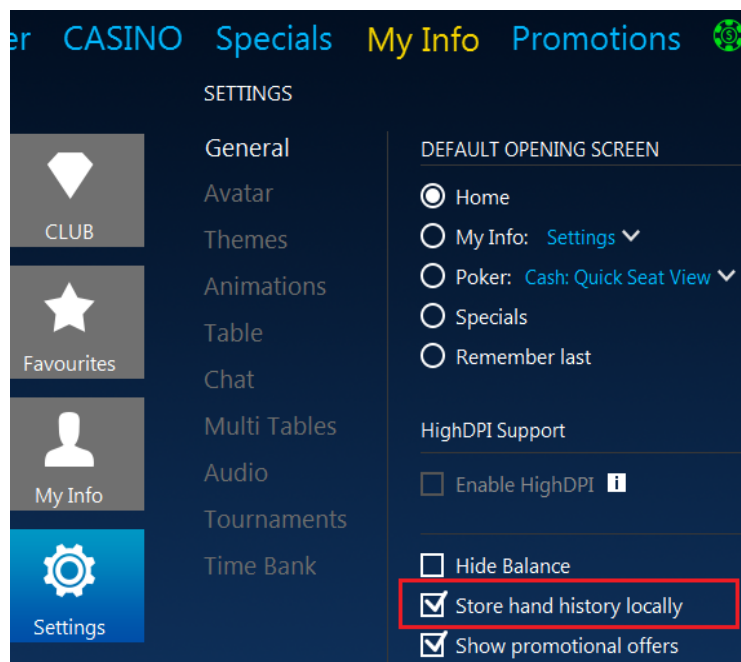 er CASINO Specials My Info Promotions
SETTINGS
CLUB
Favourites
My Info
Settings
General
Avatar
Themes
Animations
Table
Chat
Multi Tables
Audio
Tournaments
Time Bank
DEFAULT OPENING SCREEN
Home
My Info: Settings
Poker: Cash: Quick Seat View
Specials
Remember last
HighDPI Support
Enable HighDPI i
Hide Balance
Store hand history locally
Show promotional offers